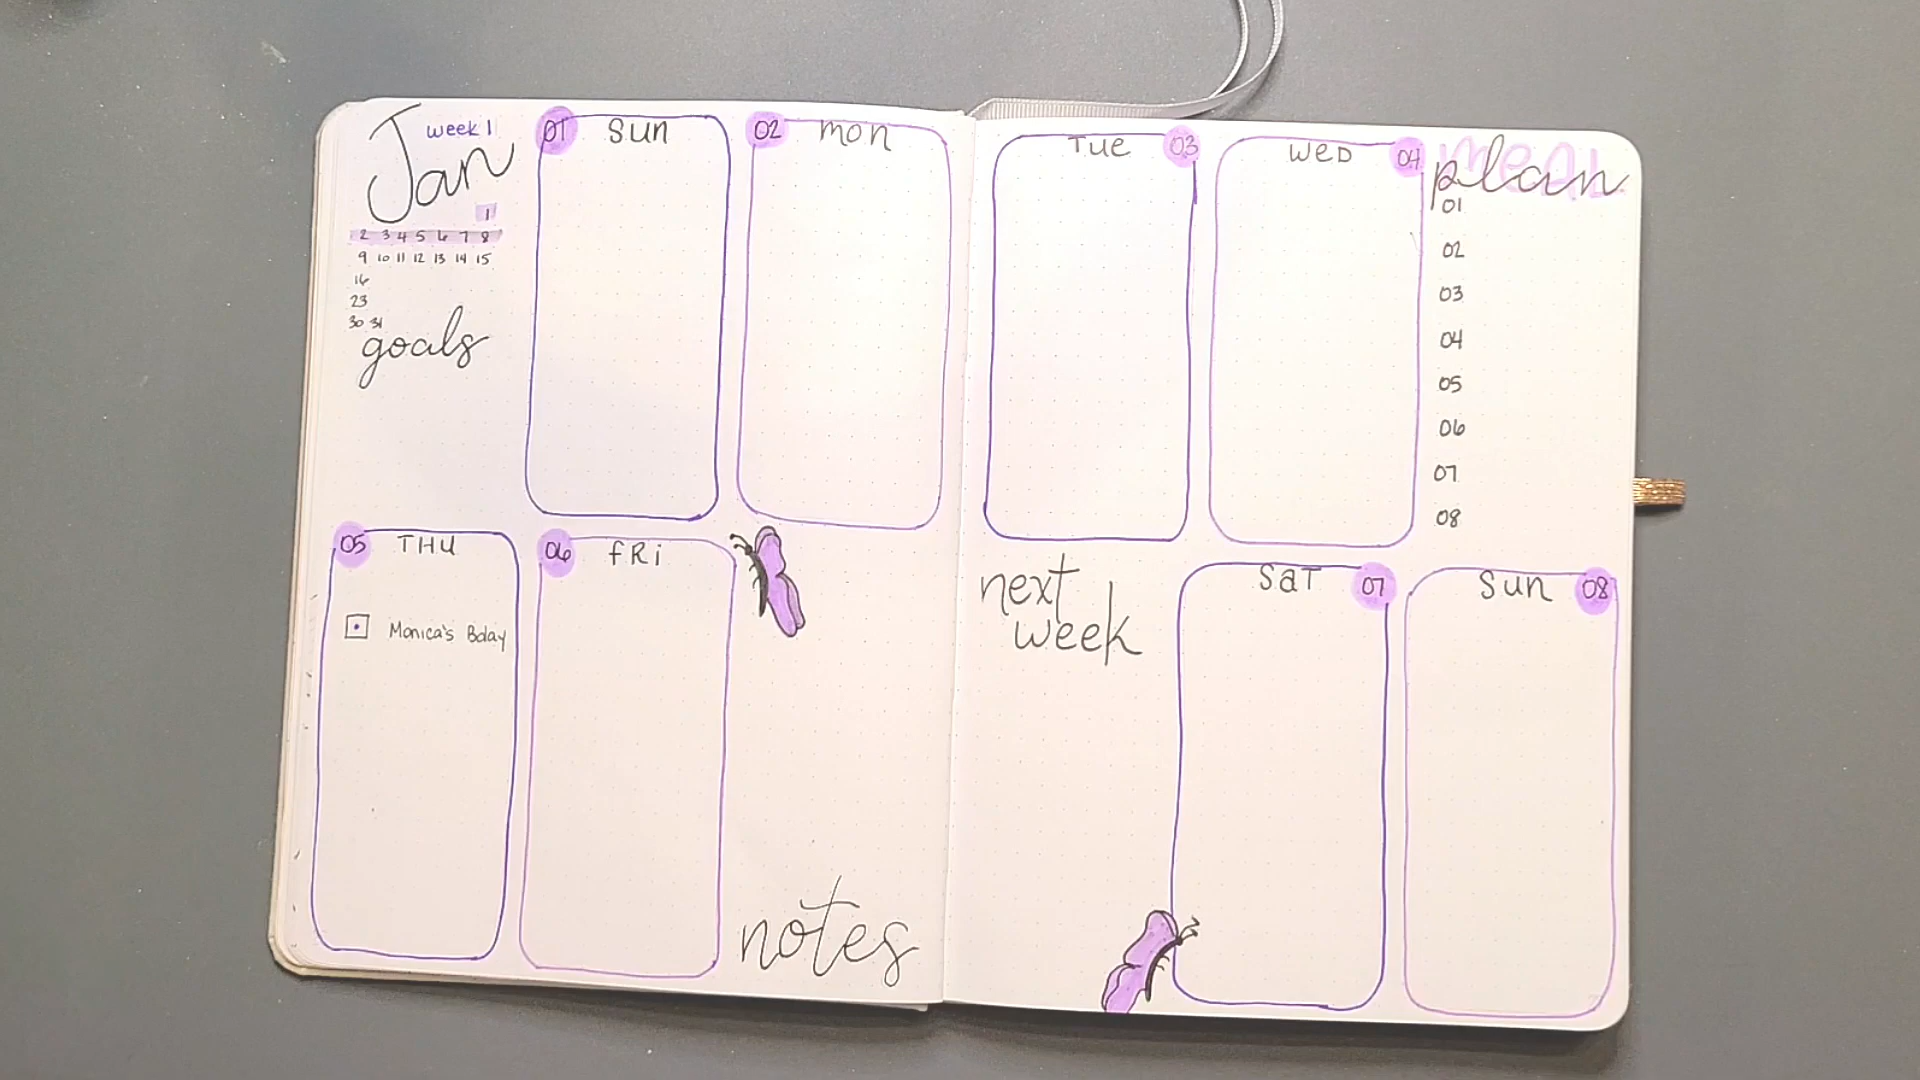 Jan week 1
1
2 3 4 5 6 7 8
9 10 11 12 13 14 15
16
23
30 31
goals
01 Sun
02 mon
Tue 03
WED 04
meal
plan
01
02
03
04
05
06
07
08
05 THU
Monica's Bday
06 fRi
notes
next
week
SaT 07
Sun 08